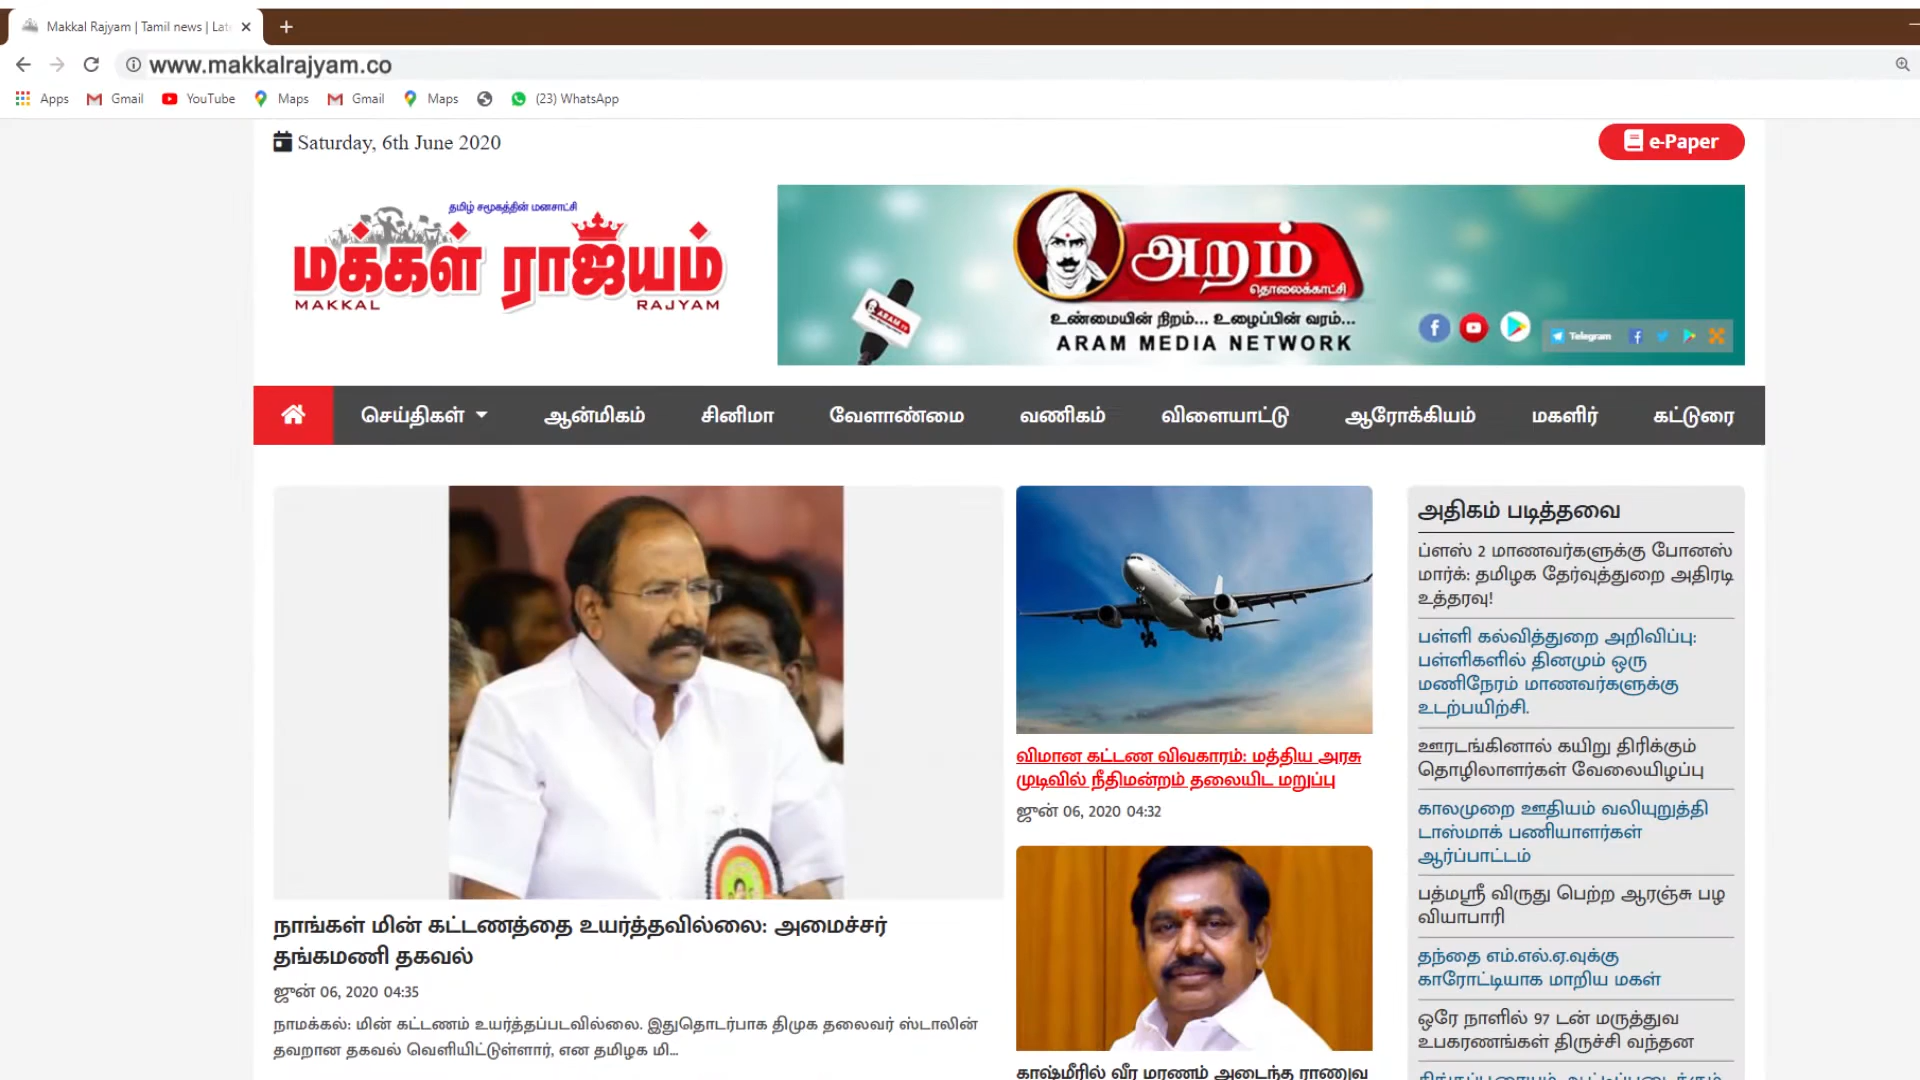 Makkal Rajyam | Tamil news | Late
www.makkalrajyam.co
Apps
Gmail
YouTube
Maps
Gmail
Maps
(23) WhatsApp
Saturday, 6th June 2020
e-Paper
தமிழ் சமூகத்தின் மனசாட்சி
மக்கள் ராஜ்யம்
MAKKAL RAJYAM
அறம்
தொலைக்காட்சி
உண்மையின் நிறம்... உழைப்பின் வரம்...
ARAM MEDIA NETWORK
ARAM TV
Telegram
செய்திகள்
ஆன்மிகம்
சினிமா
வேளாண்மை
வணிகம்
விளையாட்டு
ஆரோக்கியம்
மகளிர்
கட்டுரை
நாங்கள் மின் கட்டணத்தை உயர்த்தவில்லை: அமைச்சர்
தங்கமணி தகவல்
ஜுன் 06, 2020 04:35
நாமக்கல்: மின் கட்டணம் உயர்த்தப்படவில்லை. இதுதொடர்பாக திமுக தலைவர் ஸ்டாலின்
தவறான தகவல் வெளியிட்டுள்ளார், என தமிழக மி...
விமான கட்டண விவகாரம்: மத்திய அரசு
முடிவில் நீதிமன்றம் தலையிட மறுப்பு
ஜுன் 06, 2020 04:32
காஷ்மீரில் வீர மரணம் அடைந்த ராணுவ
அதிகம் படித்தவை
ப்ளஸ் 2 மாணவர்களுக்கு போனஸ்
மார்க்: தமிழக தேர்வுத்துறை அதிரடி
உத்தரவு!
பள்ளி கல்வித்துறை அறிவிப்பு:
பள்ளிகளில் தினமும் ஒரு
மணிநேரம் மாணவர்களுக்கு
உடற்பயிற்சி.
ஊரடங்கினால் கயிறு திரிக்கும்
தொழிலாளர்கள் வேலையிழப்பு
காலமுறை ஊதியம் வலியுறுத்தி
டாஸ்மாக் பணியாளர்கள்
ஆர்ப்பாட்டம்
பத்மஸ்ரீ விருது பெற்ற ஆரஞ்சு பழ
வியாபாரி
தந்தை எம்.எல்.ஏ.வுக்கு
காரோட்டியாக மாறிய மகள்
ஒரே நாளில் 97 டன் மருத்துவ
உபகரணங்கள் திருச்சி வந்தன